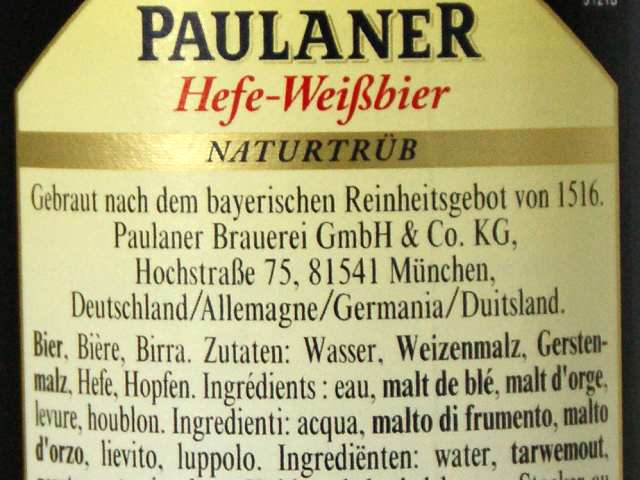 PAULANER
Hefe-Weißbier
NATURTRÜB
Gebraut nach dem bayerischen Reinheitsgebot von 1516.
Paulaner Brauerei GmbH & Co. KG,
Hochstraße 75, 81541 München,
Deutschland/Allemagne/Germania/Duitsland.
Bier, Bière, Birra. Zutaten: Wasser, Weizenmalz, Gersten-
malz, Hefe, Hopfen. Ingrédients : eau, malt de blé, malt d'orge,
levure, houblon. Ingredienti: acqua, malto di frumento, malto
d'orzo, lievito, luppolo. Ingrediënten: water, tarwemout,